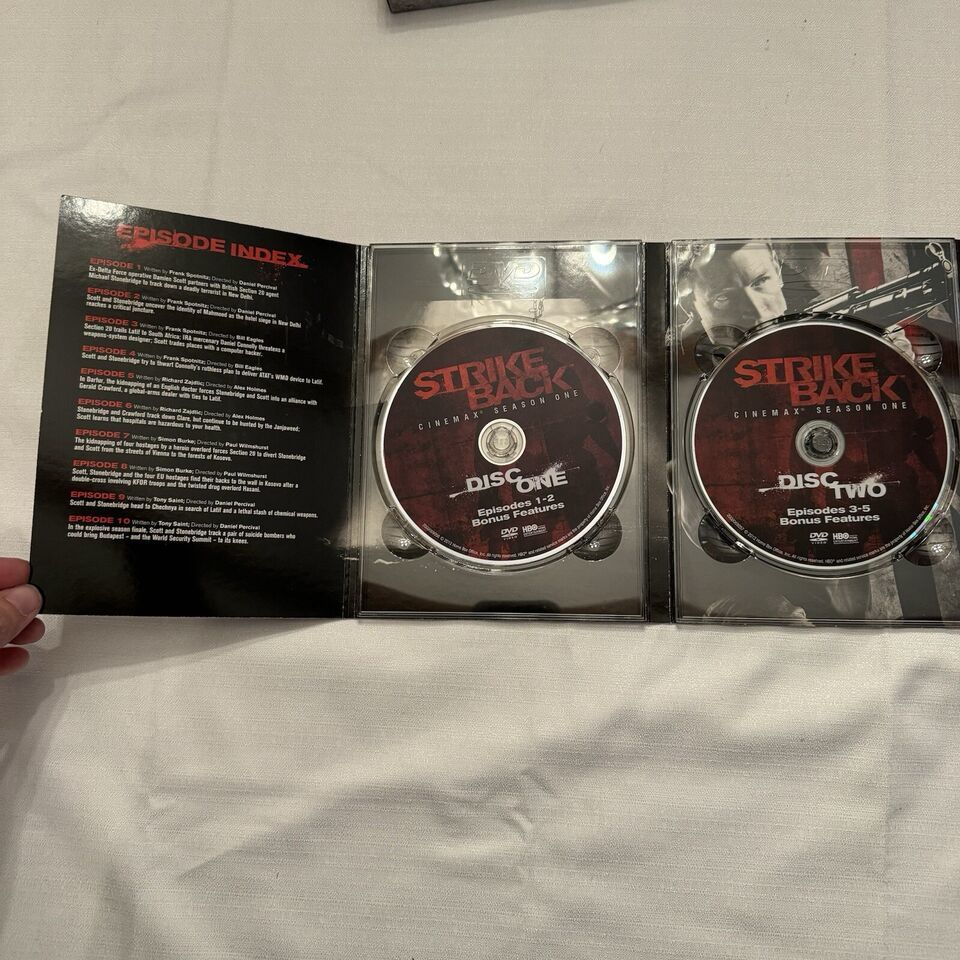 EPISODE INDEX
EPISODE 1 Written by Frank Spotnitz; Directed by Daniel Percival
Ex-Delta Force operative Damien Scott partners with British Section 20 agent
Michael Stonebridge to track down a deadly terrorist in New Delhi.
EPISODE 2 Written by Frank Spotnitz; Directed by Daniel Percival
Scott and Stonebridge uncover the identity of Mahmood as the hotel siege in New Delhi
reaches a critical juncture.
EPISODE 3 Written by Frank Spotnitz; Directed by Bill Eagles
Section 20 trails Latif to South Africa; IRA mercenary Daniel Connolly threatens a
weapons-system designer; Scott trades places with a computer hacker.
EPISODE 4 Written by Frank Spotnitz; Directed by Bill Eagles
Scott and Stonebridge try to thwart Connolly's ruthless plan to deliver ATAT's WMD device to Latif.
EPISODE 5 Written by Richard Zajdlic; Directed by Alex Holmes
In Darfur, the kidnapping of an English doctor forces Stonebridge and Scott into an alliance with
Gerald Crawford, a global-arms dealer with ties to Latif.
EPISODE 6 Written by Richard Zajdlic; Directed by Alex Holmes
Stonebridge and Crawford track down Clare, but continue to be hunted by the Janjaweed;
Scott learns that hospitals are hazardous to your health.
EPISODE 7 Written by Simon Burke; Directed by Paul Wilmshurst
The kidnapping of four hostages by a heroin overlord forces Section 20 to divert Stonebridge
and Scott from the streets of Vienna to the forests of Kosovo.
EPISODE 8 Written by Simon Burke; Directed by Paul Wilmshurst
Scott, Stonebridge and the four EU hostages find their backs to the wall in Kosovo after a
double-cross involving KFOR troops and the twisted drug overlord Hasani.
EPISODE 9 Written by Tony Saint; Directed by Daniel Percival
Scott and Stonebridge head to Chechnya in search of Latif and a lethal stash of chemical weapons.
EPISODE 10 Written by Tony Saint; Directed by Daniel Percival
In the explosive season finale, Scott and Stonebridge track a pair of suicide bombers who
could bring Budapest – and the World Security Summit – to its knees.
DVD
STRIKE
BACK
CINEMAX® SEASON ONE
DISC ONE
Episodes 1-2
Bonus Features
DVD
VIDEO
HBO
STRIKE
BACK
CINEMAX® SEASON ONE
DISC TWO
Episodes 3-5
Bonus Features
DVD
VIDEO
HBO